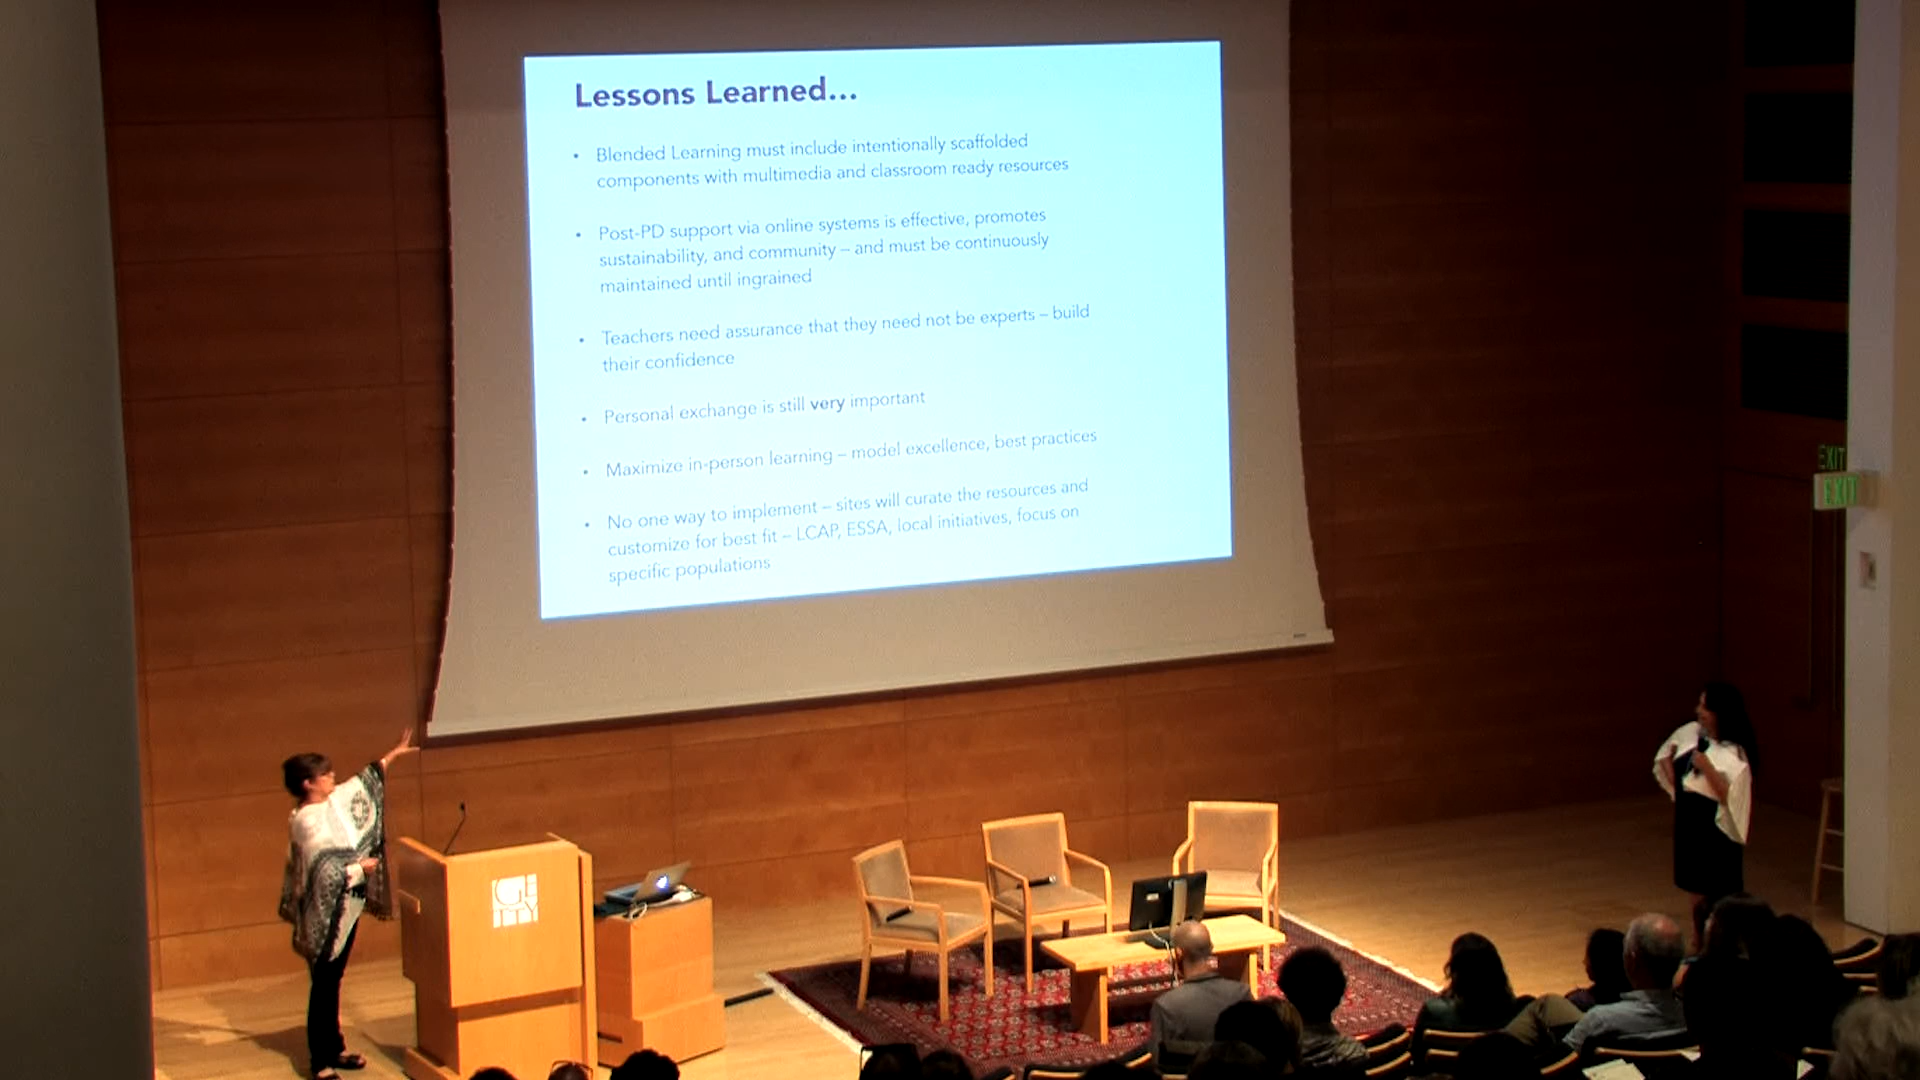 Lessons Learned...
• Blended Learning must include intentionally scaffolded
components with multimedia and classroom ready resources
• Post-PD support via online systems is effective, promotes
sustainability, and community – and must be continuously
maintained until ingrained
• Teachers need assurance that they need not be experts – build
their confidence
• Personal exchange is still very important
• Maximize in-person learning – model excellence, best practices
• No one way to implement – sites will curate the resources and
customize for best fit – LCAP, ESSA, local initiatives, focus on
specific populations
EXIT
EXIT
GE
TTY